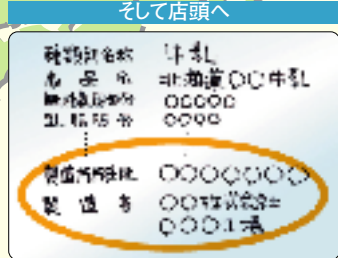 そして店頭へ
種類別名称 牛乳
商品名 北海道〇〇牛乳
〇〇〇〇〇
〇〇〇〇
製造所所在地 〇〇〇〇〇〇〇
製造者 〇〇株式会社
〇〇〇工場